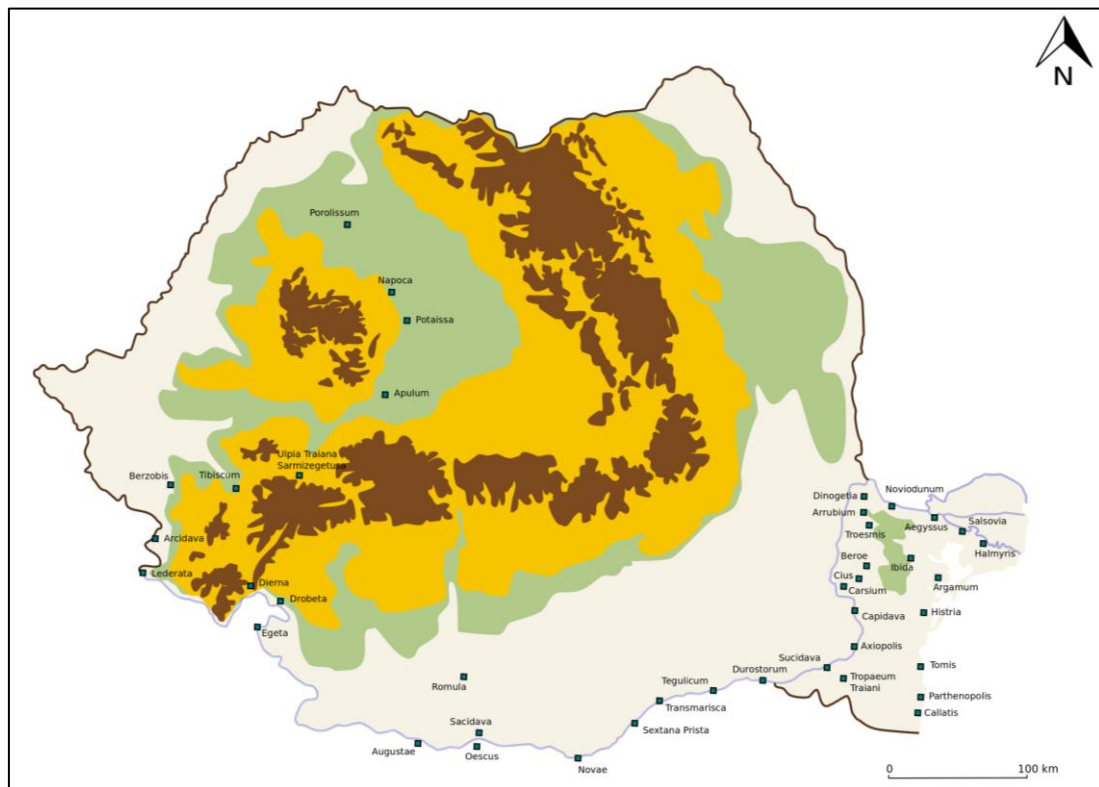 N
Porolissum
Napoca
Potaissa
Apulum
Ulpia Traiana
Sarmizegetusa
Tibiscum
Berzobis
Arcidava
Lederata
Dierna
Drobeta
Egeta
Dinogetia
Noviodunum
Arrubium
Troesmis
Aegyssus
Salsovia
Halmyris
Beroe
Ibida
Cius
Carsium
Argamum
Capidava
Histria
Axiopolis
Sucidava
Tomis
Durostorum
Tropaeum
Traiani
Tegulicum
Transmarisca
Parthenopolis
Callatis
Romula
Sacidava
Sextana Prista
Augustae
Oescus
Novae
0
100 km